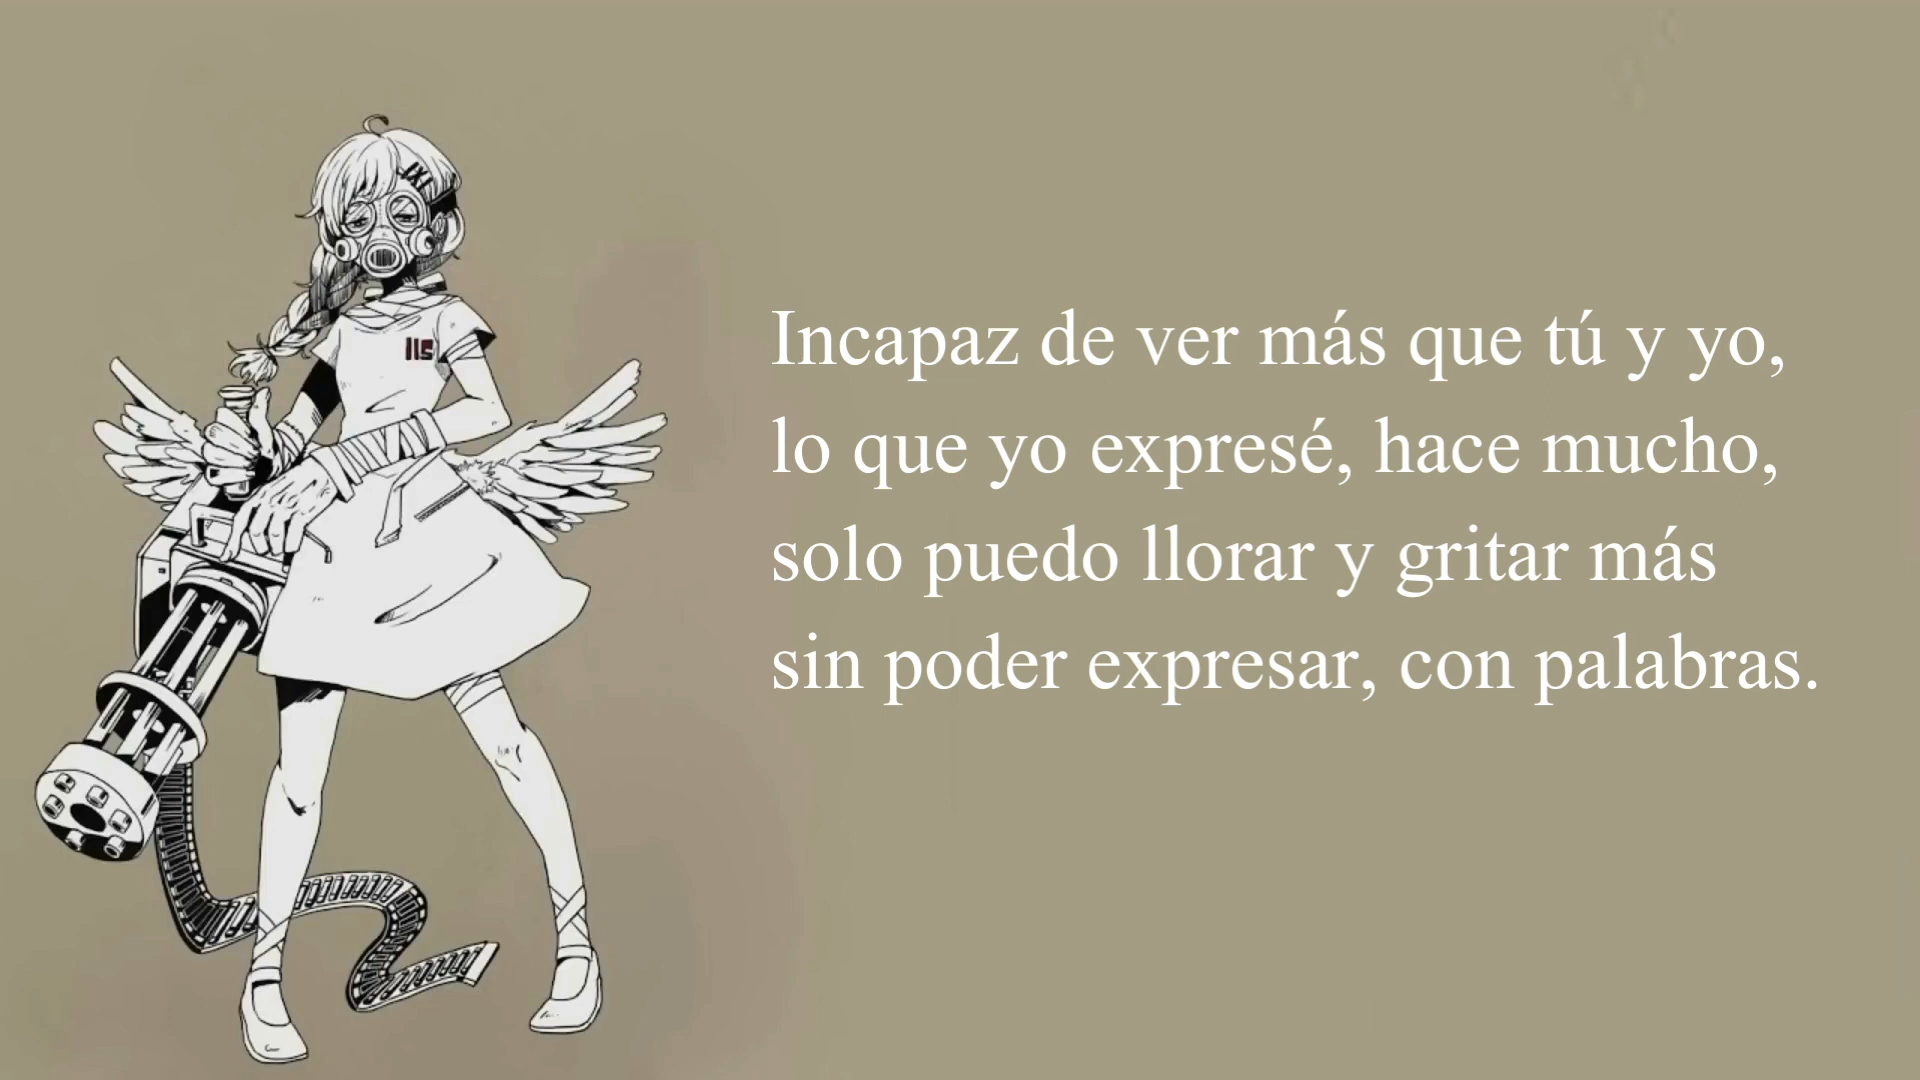 IIS
Incapaz de ver más que tú y yo,
lo que yo expresé, hace mucho,
solo puedo llorar y gritar más
sin poder expresar, con palabras.